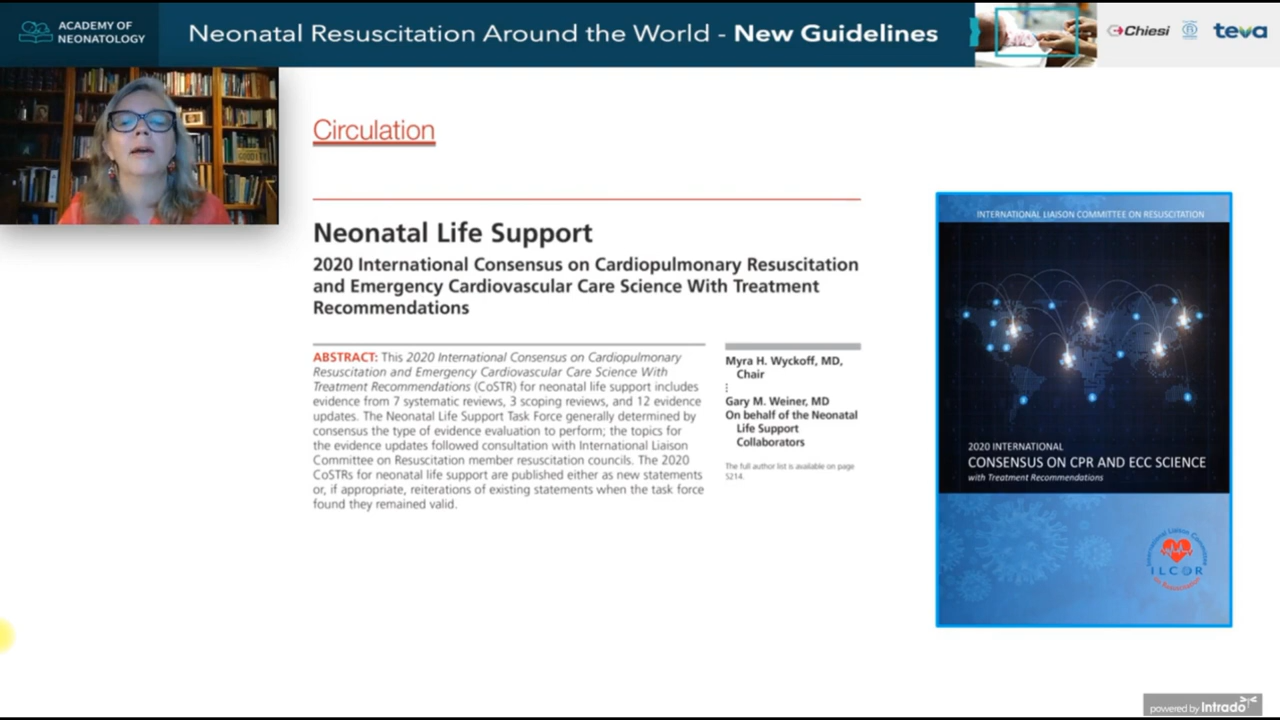 ACADEMY OF
NEONATOLOGY
Neonatal Resuscitation Around the World - New Guidelines
Chiesi
teva
Circulation
Neonatal Life Support
2020 International Consensus on Cardiopulmonary Resuscitation
and Emergency Cardiovascular Care Science With Treatment
Recommendations
ABSTRACT: This 2020 International Consensus on Cardiopulmonary
Resuscitation and Emergency Cardiovascular Care Science With
Treatment Recommendations (CoSTR) for neonatal life support includes
evidence from 7 systematic reviews, 3 scoping reviews, and 12 evidence
updates. The Neonatal Life Support Task Force generally determined by
consensus the type of evidence evaluation to perform; the topics for
the evidence updates followed consultation with International Liaison
Committee on Resuscitation member resuscitation councils. The 2020
CoSTRs for neonatal life support are published either as new statements
or, if appropriate, reiterations of existing statements when the task force
found they remained valid.
Myra H. Wyckoff, MD,
Chair
⋮
Gary M. Weiner, MD
On behalf of the Neonatal
Life Support
Collaborators
The full author list is available on page
S214.
INTERNATIONAL LIAISON COMMITTEE ON RESUSCITATION
2020 INTERNATIONAL
CONSENSUS ON CPR AND ECC SCIENCE
with Treatment Recommendations
International Liaison Committee
ILCOR
on Resuscitation
powered by Intrado